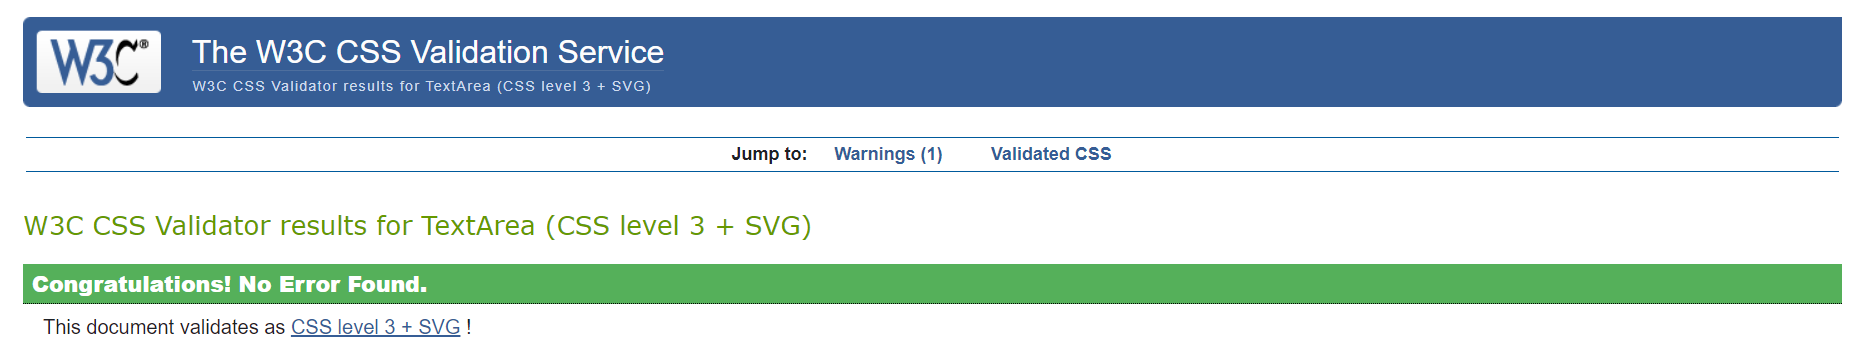 W3C®
The W3C CSS Validation Service
W3C CSS Validator results for TextArea (CSS level 3 + SVG)
Jump to: Warnings (1) Validated CSS
W3C CSS Validator results for TextArea (CSS level 3 + SVG)
Congratulations! No Error Found.
This document validates as CSS level 3 + SVG !